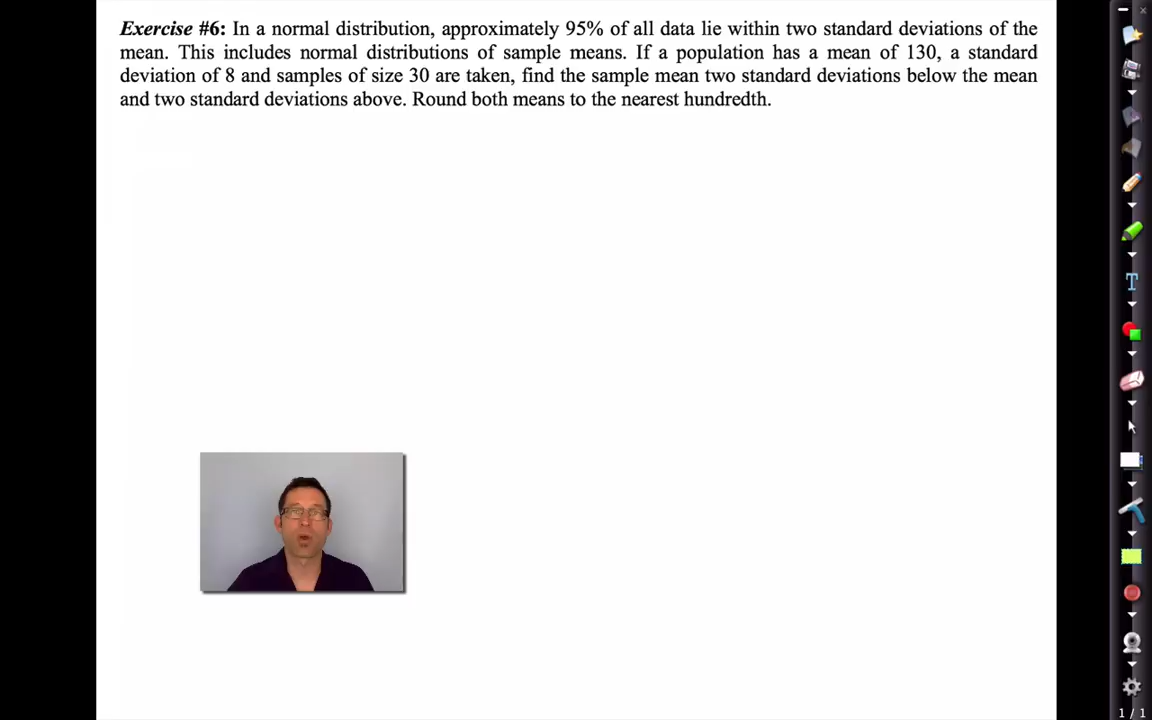 Exercise #6: In a normal distribution, approximately 95% of all data lie within two standard deviations of the
mean. This includes normal distributions of sample means. If a population has a mean of 130, a standard
deviation of 8 and samples of size 30 are taken, find the sample mean two standard deviations below the mean
and two standard deviations above. Round both means to the nearest hundredth.
T
1 / 1